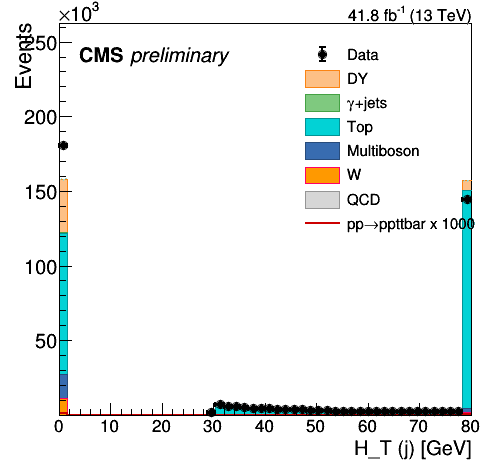 ×10³
41.8 fb⁻¹ (13 TeV)
Events
CMS preliminary
Data
DY
γ+jets
Top
Multiboson
W
QCD
pp→ppttbar x 1000
250
200
150
100
50
0 10 20 30 40 50 60 70 80
H_T (j) [GeV]